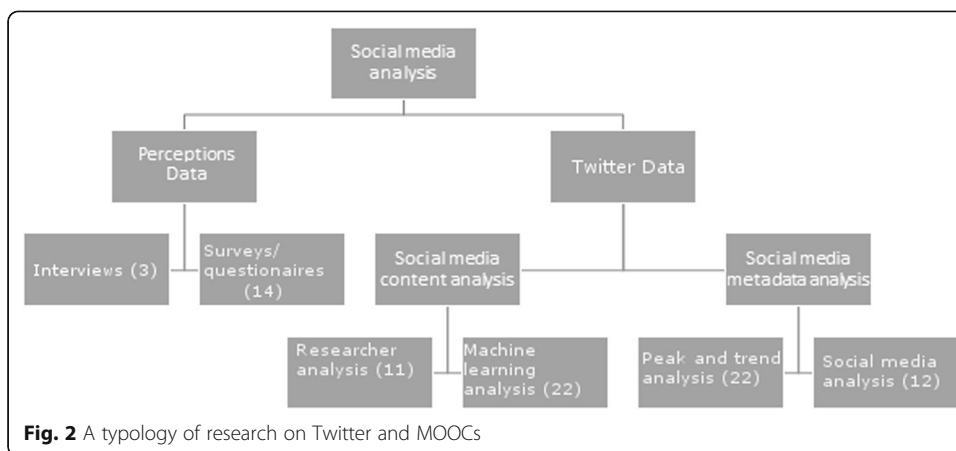 Social media
analysis
Perceptions
Data
Twitter Data
Interviews (3)
Surveys/
questionaires
(14)
Social media
content analysis
Social media
metadata analysis
Researcher
analysis (11)
Machine
learning
analysis (22)
Peak and trend
analysis (22)
Social media
analysis (12)
Fig. 2 A typology of research on Twitter and MOOCs